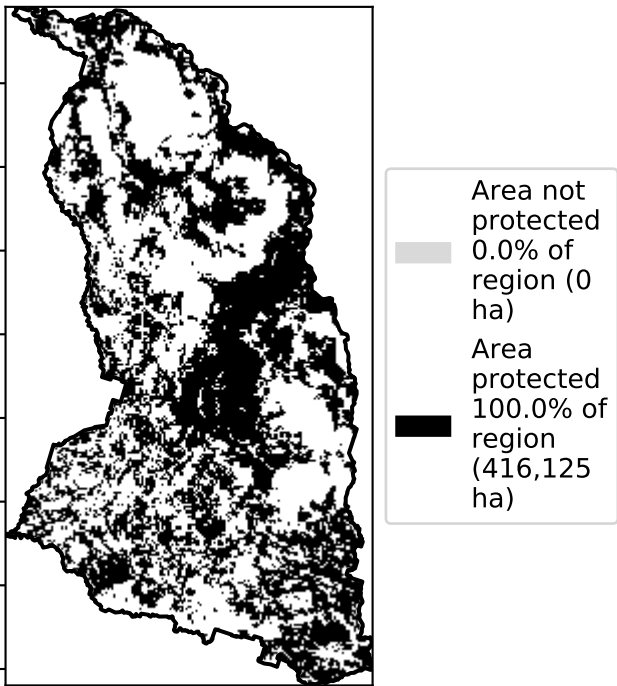 Area not
protected
0.0% of
region (0
ha)
Area
protected
100.0% of
region
(416,125
ha)